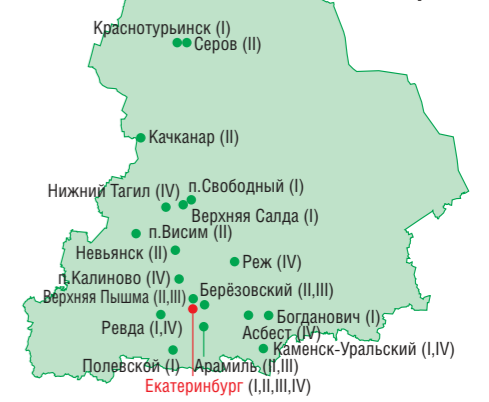 Краснотурьинск (I)
Серов (II)
Качканар (II)
п.Свободный (I)
Нижний Тагил (IV)
Верхняя Салда (I)
п.Висим (II)
Невьянск (II)
Реж (IV)
п.Калиново (IV)
Берёзовский (II,III)
Верхняя Пышма (II,III)
Богданович (I)
Ревда (I,IV)
Асбест (IV)
Каменск-Уральский (I,IV)
Полевской (I)
Арамиль (II,III)
Екатеринбург (I,II,III,IV)